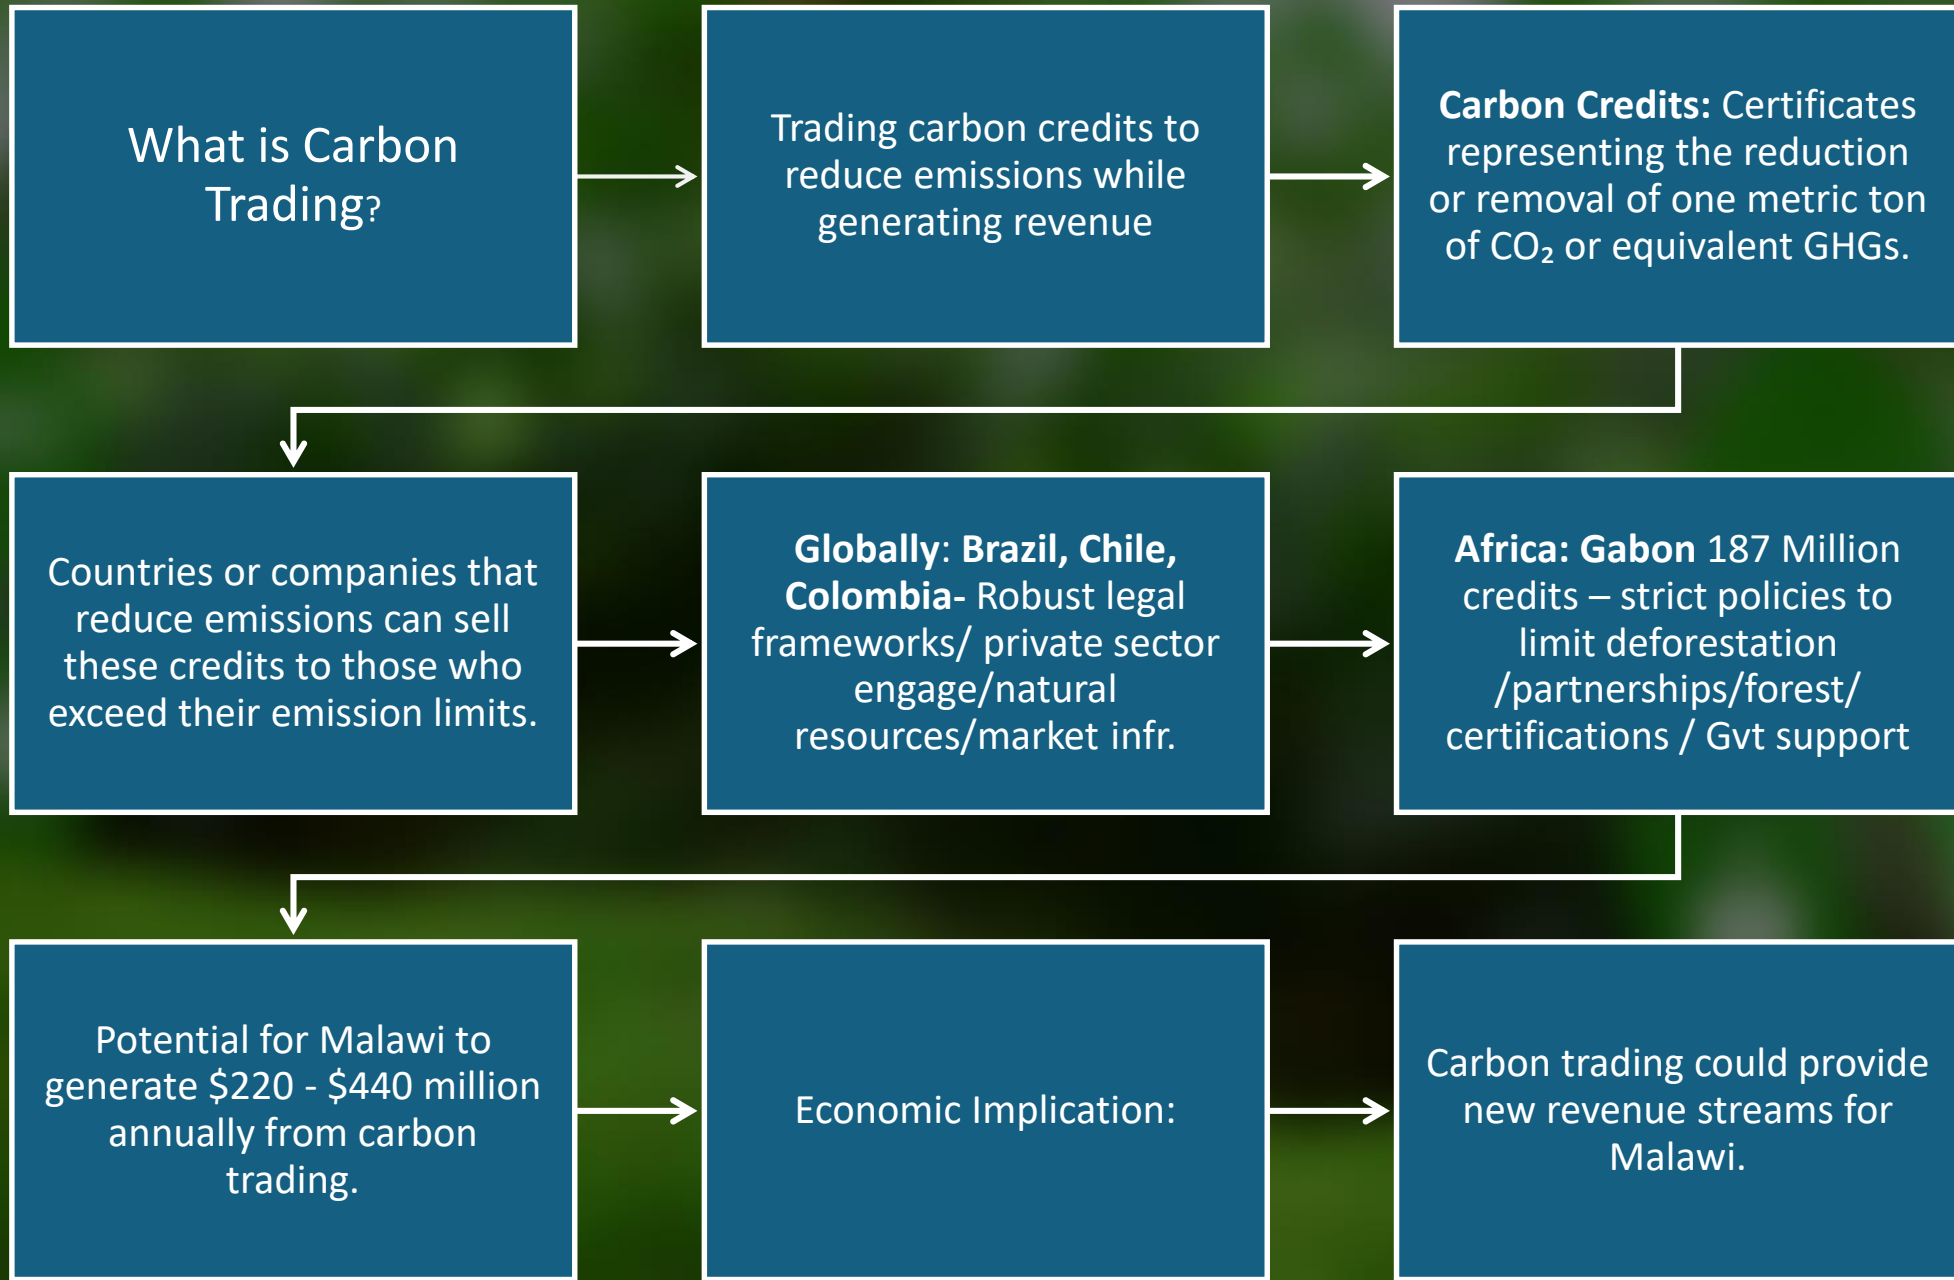 What is Carbon
Trading?
Trading carbon credits to
reduce emissions while
generating revenue
Carbon Credits: Certificates
representing the reduction
or removal of one metric ton
of CO₂ or equivalent GHGs.
Countries or companies that
reduce emissions can sell
these credits to those who
exceed their emission limits.
Globally: Brazil, Chile,
Colombia- Robust legal
frameworks/ private sector
engage/natural
resources/market infr.
Africa: Gabon 187 Million
credits – strict policies to
limit deforestation
/partnerships/forest/
certifications / Gvt support
Potential for Malawi to
generate $220 - $440 million
annually from carbon
trading.
Economic Implication:
Carbon trading could provide
new revenue streams for
Malawi.